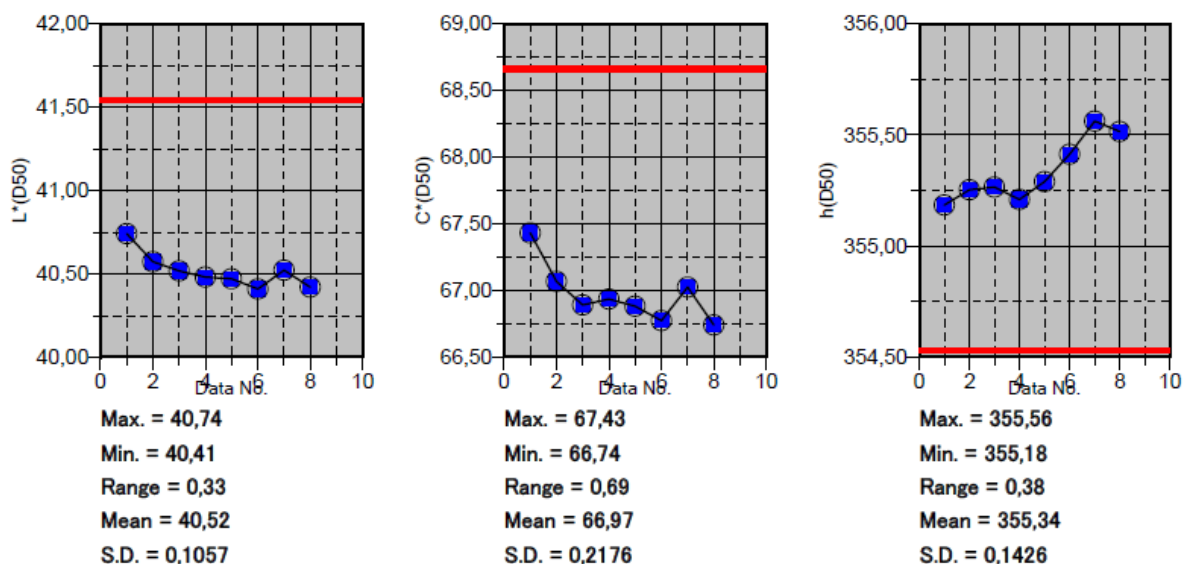 42,00
41,50
41,00
40,50
40,00
L*(D50)
0 2 4 6 8 10
Data No.
Max. = 40,74
Min. = 40,41
Range = 0,33
Mean = 40,52
S.D. = 0,1057
69,00
68,50
68,00
67,50
67,00
66,50
C*(D50)
0 2 4 6 8 10
Data No.
Max. = 67,43
Min. = 66,74
Range = 0,69
Mean = 66,97
S.D. = 0,2176
356,00
355,50
355,00
354,50
h(D50)
0 2 4 6 8 10
Data No.
Max. = 355,56
Min. = 355,18
Range = 0,38
Mean = 355,34
S.D. = 0,1426